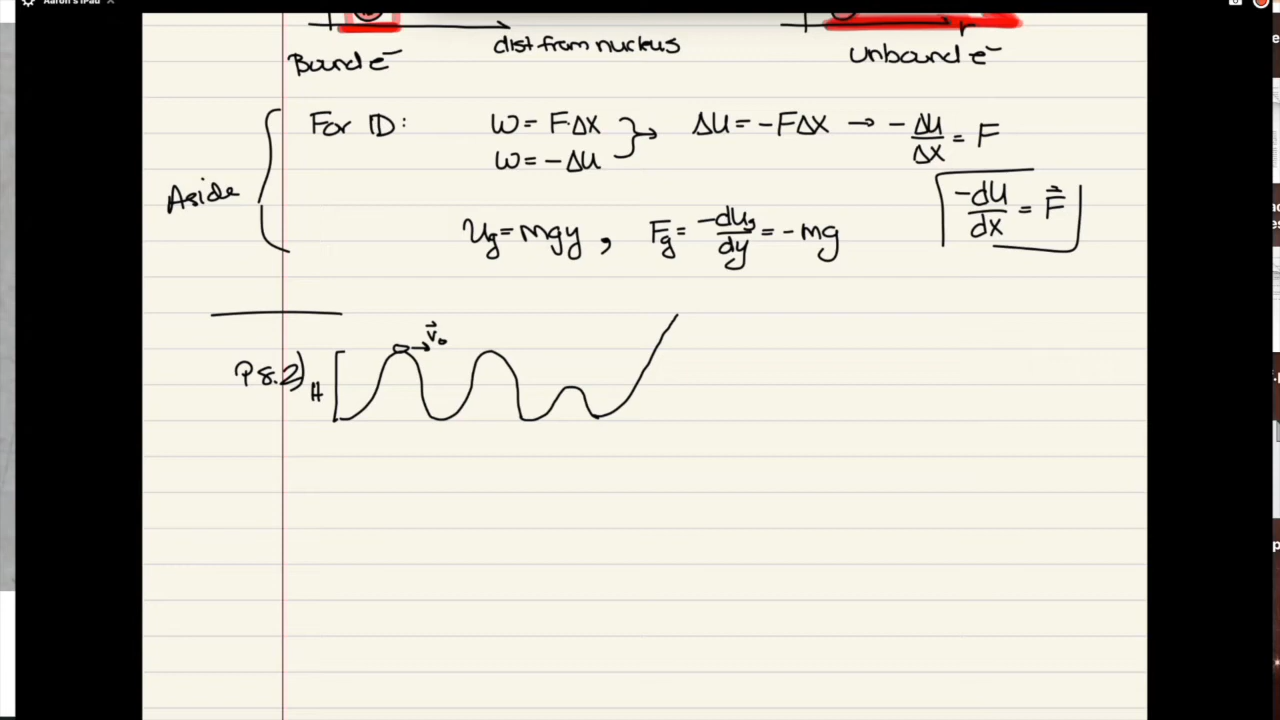 Aaron's iPad
dist from nucleus
r
Bound e⁻
Unbound e⁻
For 1D: W = FΔx ΔU = -FΔx → -ΔU/Δx = F
W = -ΔU
Aside
-dU/dx = F⃗
Ug = mgy , Fg = -dUg/dy = -mg
v⃗₀
P 8.2)
H